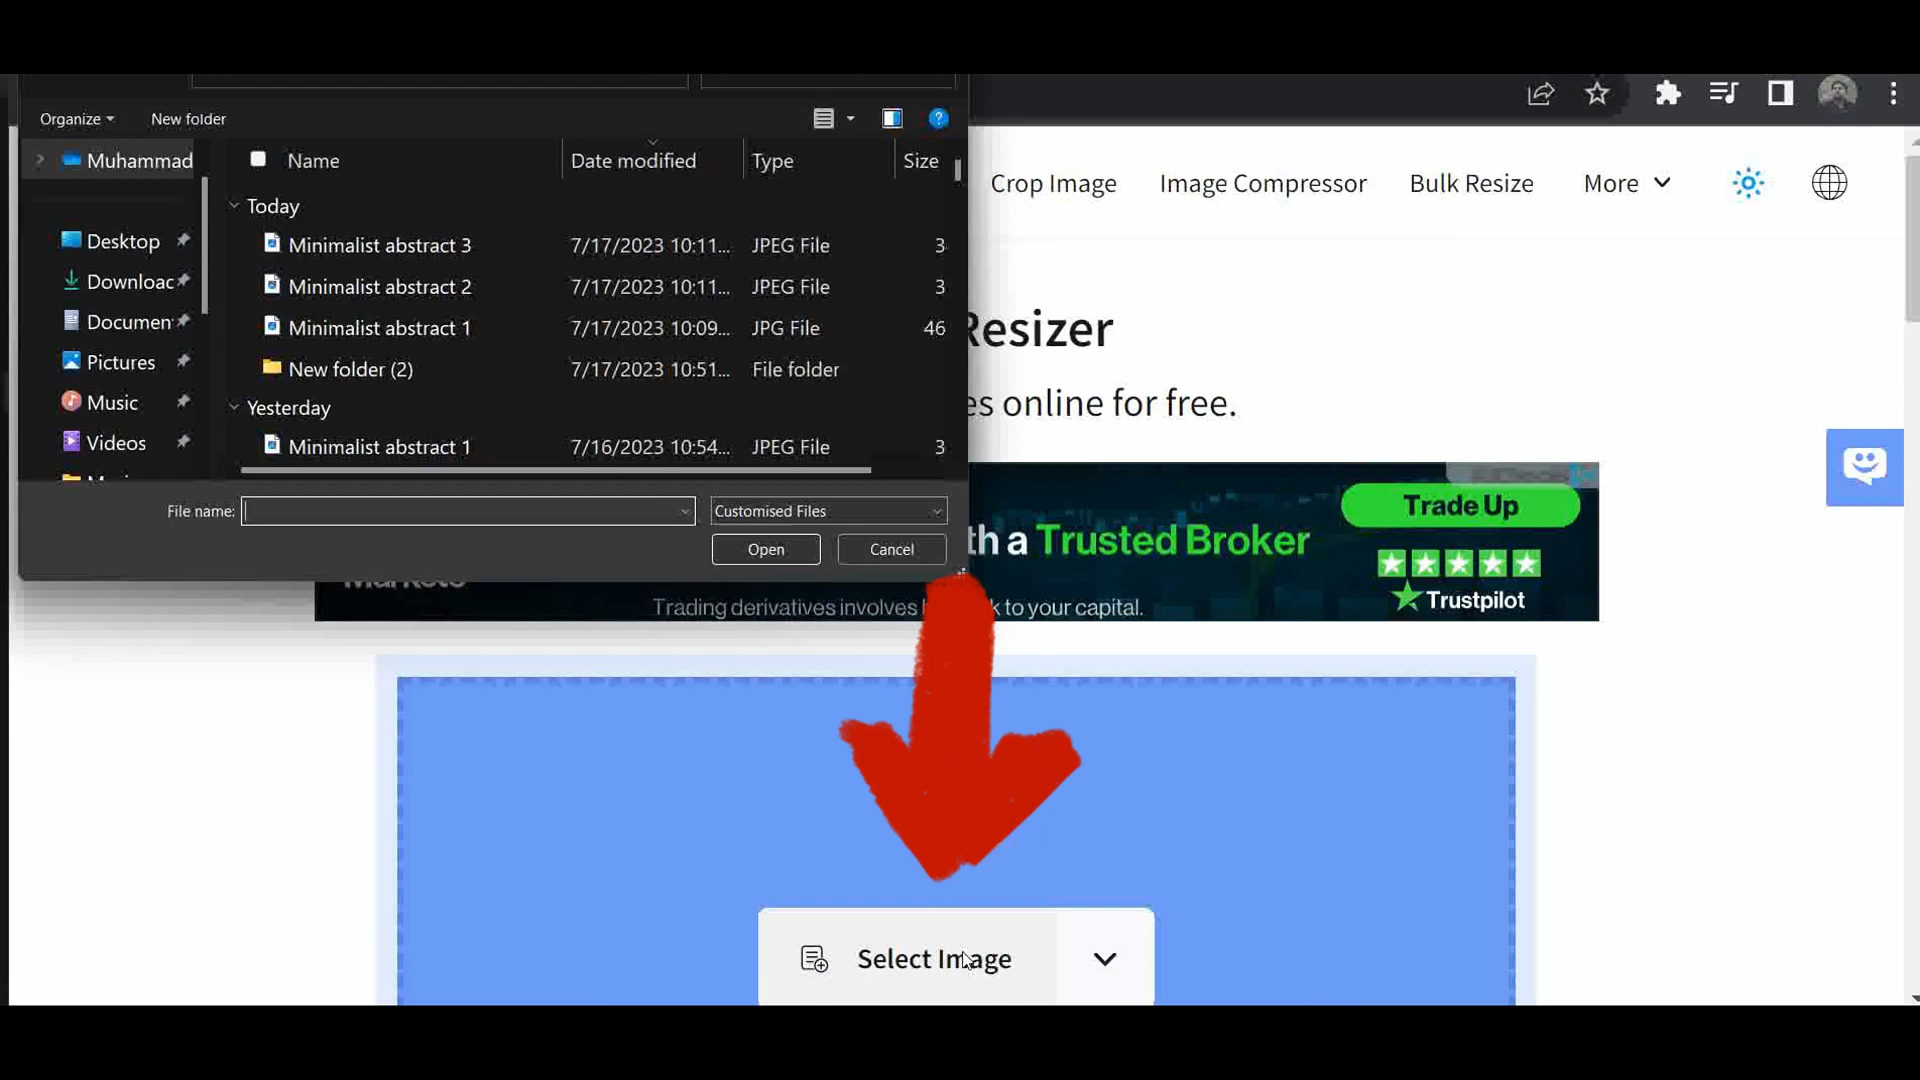 Organize
New folder
Muhammad
Name
Date modified
Type
Size
Today
Desktop
Minimalist abstract 3
7/17/2023 10:11...
JPEG File
3
Minimalist abstract 2
7/17/2023 10:11...
JPEG File
3
Documen
Minimalist abstract 1
7/17/2023 10:09...
JPG File
46
Pictures
New folder (2)
7/17/2023 10:51...
File folder
Music
Yesterday
Videos
Minimalist abstract 1
7/16/2023 10:54...
JPEG File
3
File name:
Customised Files
Open
Cancel
Crop Image
Image Compressor
Bulk Resize
More
Resizer
es online for free.
th a Trusted Broker
Trade Up
Trustpilot
Trading derivatives involves
k to your capital.
Select Image